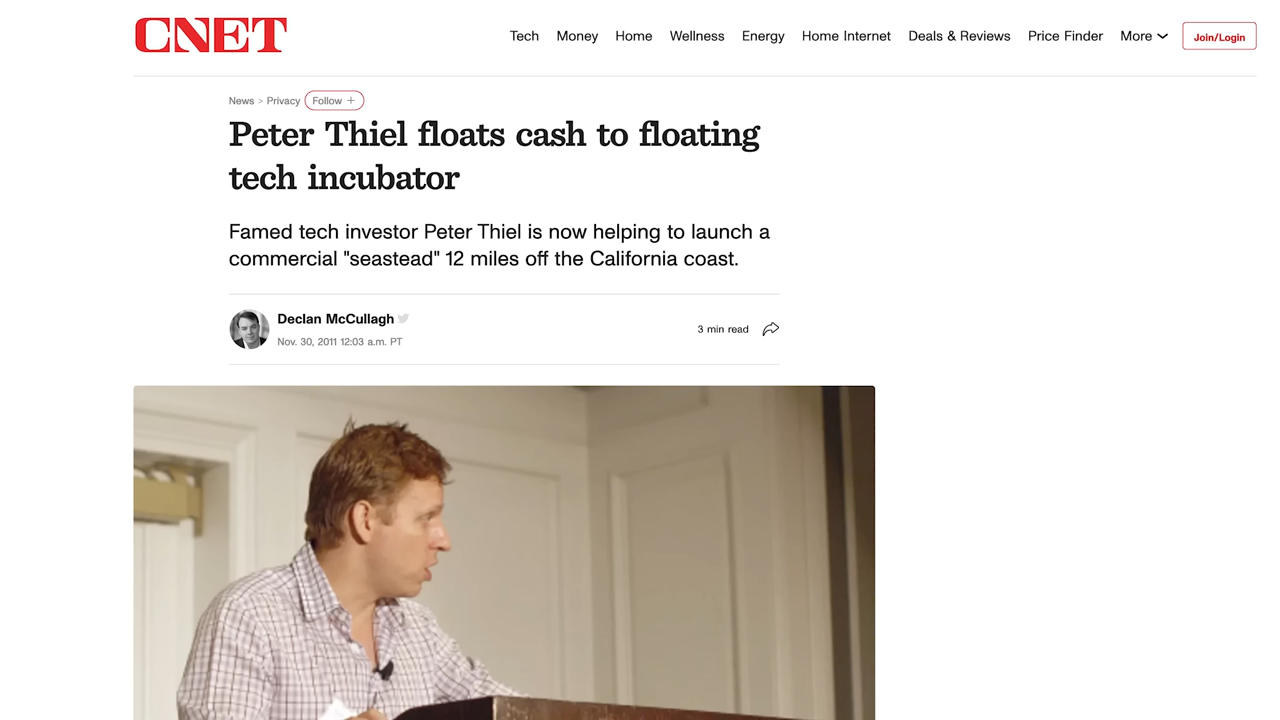 CNET
Tech Money Home Wellness Energy Home Internet Deals & Reviews Price Finder More Join/Login
News > Privacy Follow +
Peter Thiel floats cash to floating
tech incubator
Famed tech investor Peter Thiel is now helping to launch a
commercial "seastead" 12 miles off the California coast.
Declan McCullagh
3 min read
Nov. 30, 2011 12:03 a.m. PT